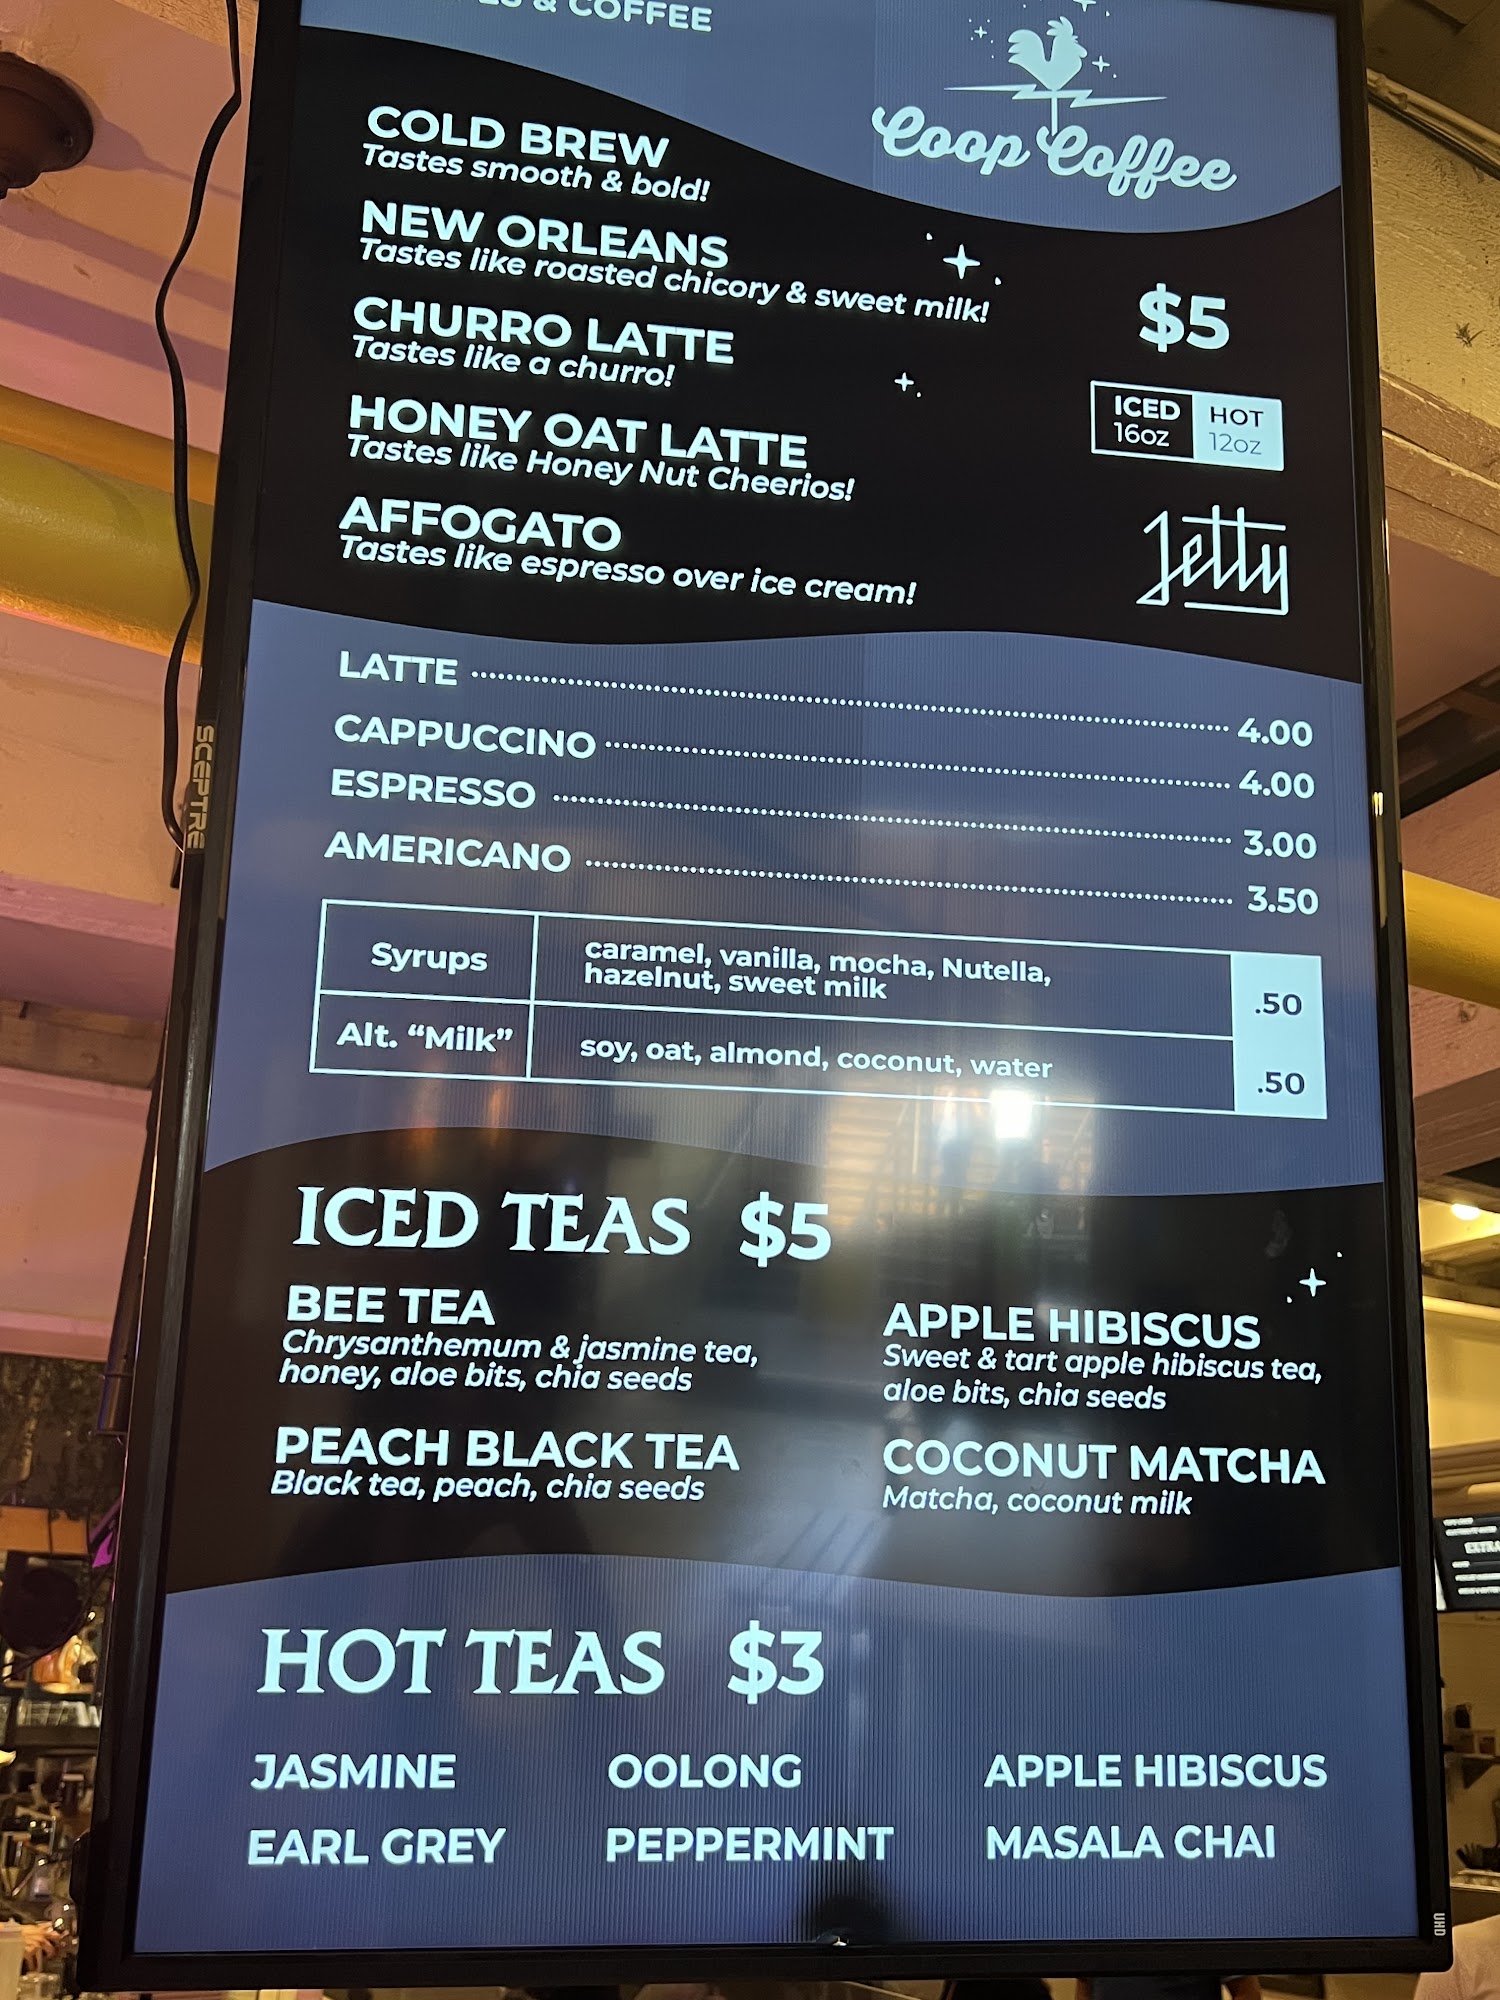 & COFFEE
Coop Coffee
COLD BREW
Tastes smooth & bold!
NEW ORLEANS
Tastes like roasted chicory & sweet milk!
CHURRO LATTE
Tastes like a churro!
HONEY OAT LATTE
Tastes like Honey Nut Cheerios!
AFFOGATO
Tastes like espresso over ice cream!
$5
ICED HOT
16oz 12oz
Jetty
LATTE 4.00
CAPPUCCINO 4.00
ESPRESSO 3.00
AMERICANO 3.50
Syrups
caramel, vanilla, mocha, Nutella,
hazelnut, sweet milk
.50
Alt. “Milk”
soy, oat, almond, coconut, water
.50
ICED TEAS $5
BEE TEA
Chrysanthemum & jasmine tea,
honey, aloe bits, chia seeds
APPLE HIBISCUS
Sweet & tart apple hibiscus tea,
aloe bits, chia seeds
PEACH BLACK TEA
Black tea, peach, chia seeds
COCONUT MATCHA
Matcha, coconut milk
HOT TEAS $3
JASMINE OOLONG APPLE HIBISCUS
EARL GREY PEPPERMINT MASALA CHAI
SCEPTRE
UHD